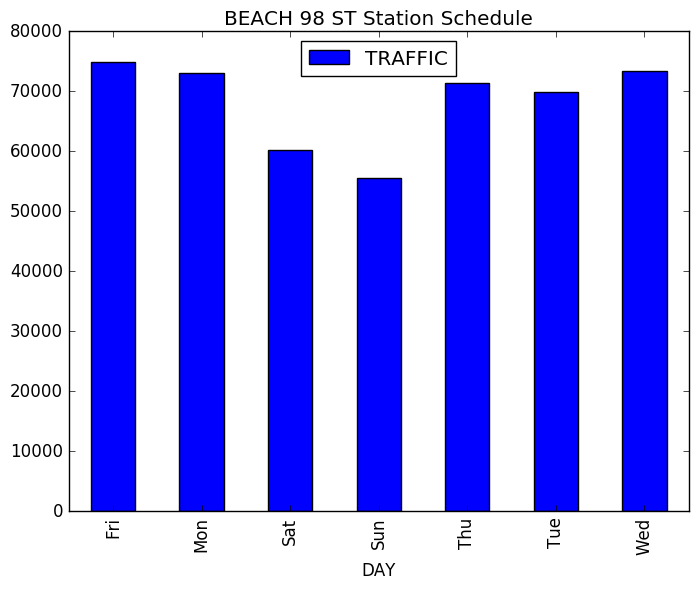 BEACH 98 ST Station Schedule
TRAFFIC
80000
70000
60000
50000
40000
30000
20000
10000
0
Fri
Mon
Sat
Sun
Thu
Tue
Wed
DAY